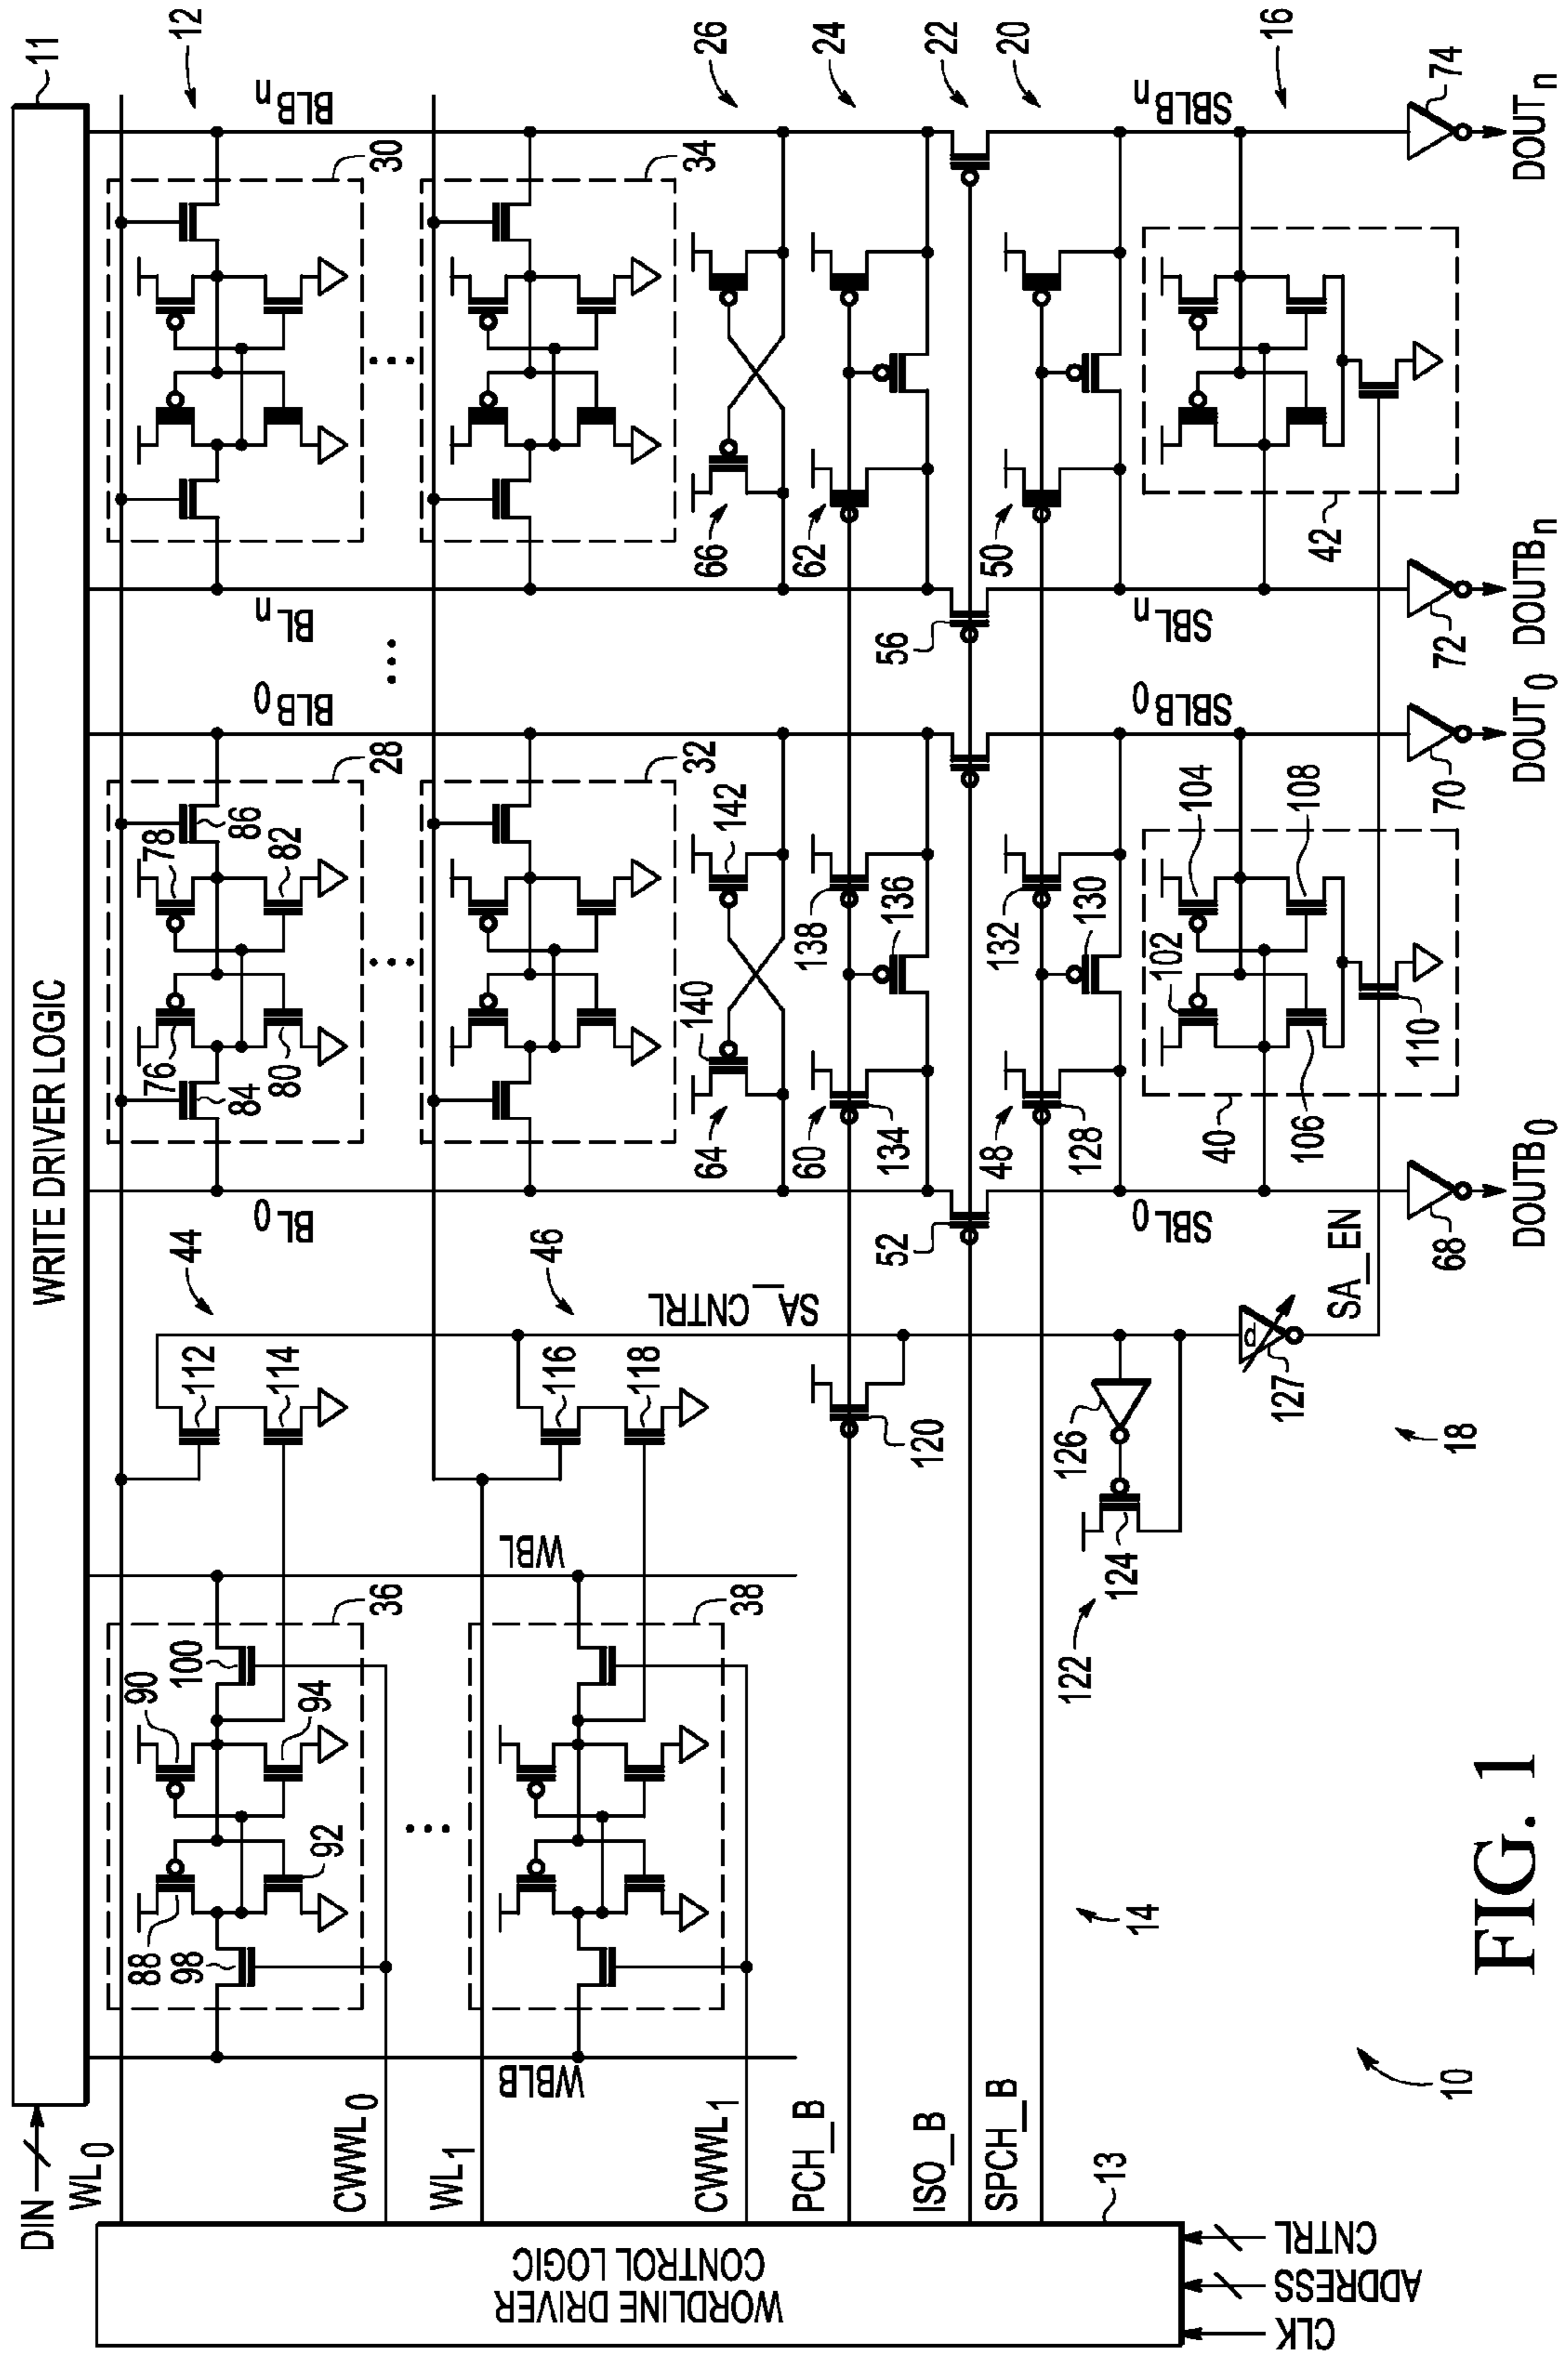 WRITE DRIVER LOGIC
11
DIN
12
WL0
BL0
BLB0
BLn
BLBn
28
30
76
78
80
82
84
86
44
112
114
36
88
90
92
94
98
100
CWWL0
WL1
WBLB
WBL
46
116
118
38
32
34
CWWL1
SA_CNTRL
64
140
142
66
26
PCH_B
120
60
134
136
138
62
24
ISO_B
52
56
22
SPCH_B
48
128
130
132
50
20
13
WORDLINE DRIVER
CONTROL LOGIC
CLK
ADDRESS
CNTRL
122
124
126
127
d
14
18
SBL0
SBLB0
SBLn
SBLBn
16
40
102
104
106
108
110
42
SA_EN
68
70
72
74
DOUTB0
DOUT0
DOUTBn
DOUTn
10
FIG. 1